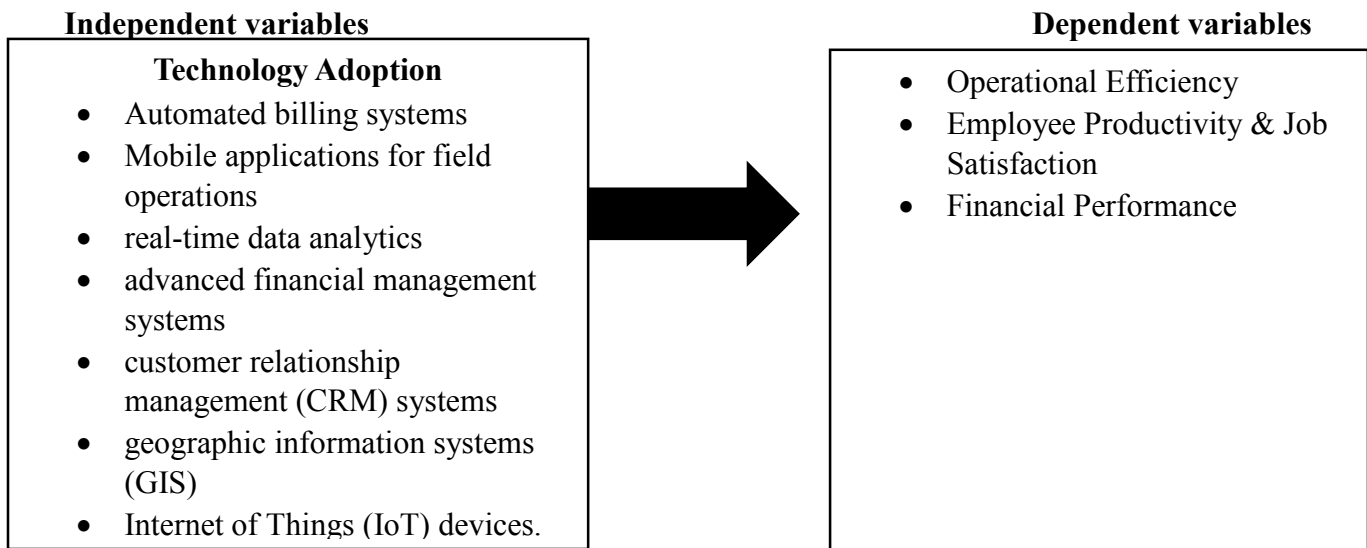 Independent variables
Technology Adoption
• Automated billing systems
• Mobile applications for field
operations
• real-time data analytics
• advanced financial management
systems
• customer relationship
management (CRM) systems
• geographic information systems
(GIS)
• Internet of Things (IoT) devices.
Dependent variables
• Operational Efficiency
• Employee Productivity & Job
Satisfaction
• Financial Performance